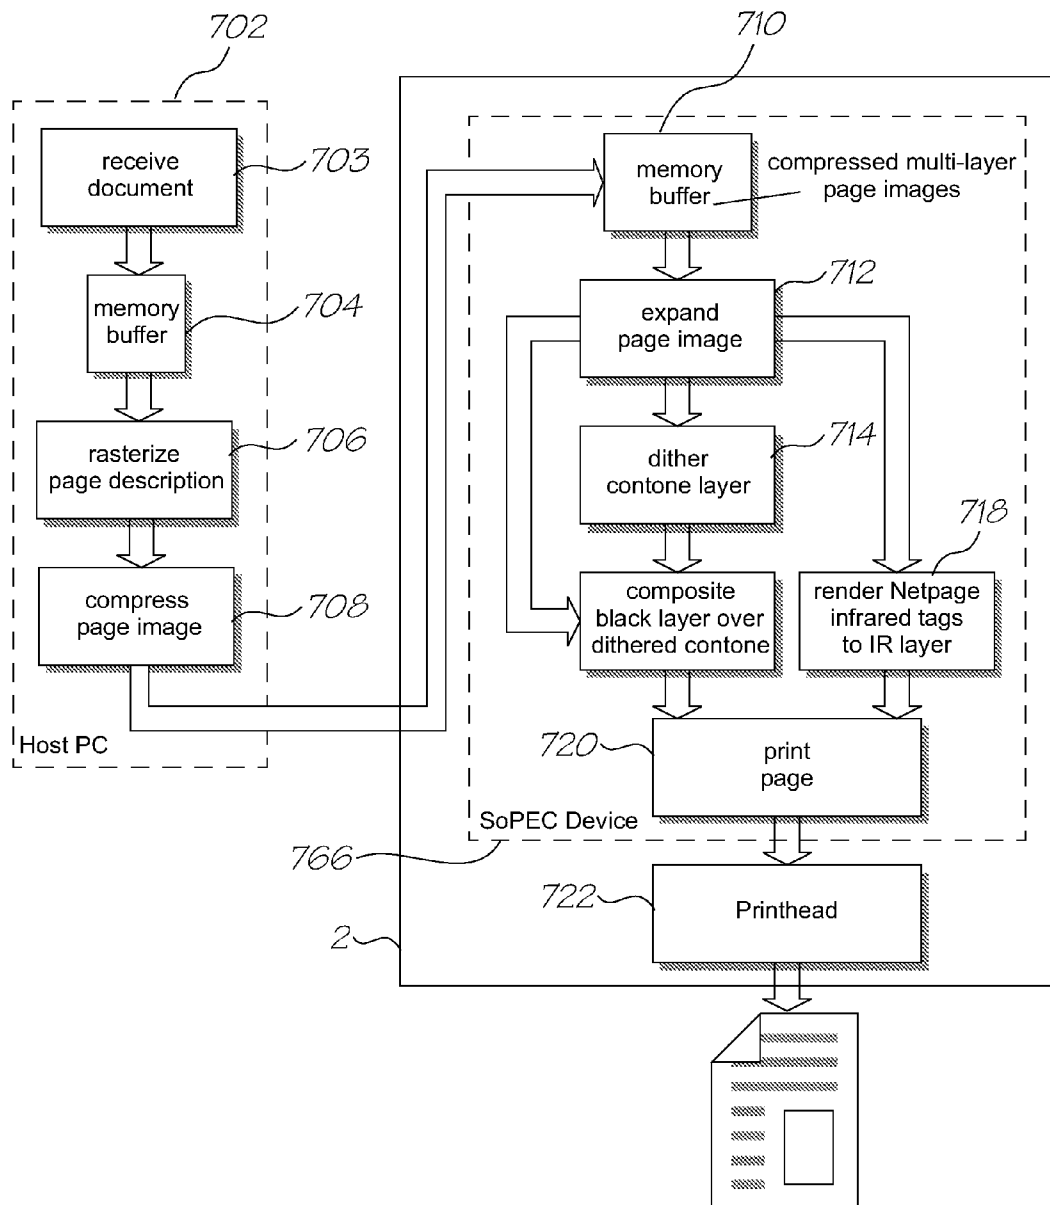 702
710
receive
document
703
memory
buffer
compressed multi-layer
page images
memory
buffer
704
expand
page image
712
rasterize
page description
706
dither
contone layer
714
compress
page image
708
composite
black layer over
dithered contone
718
render Netpage
infrared tags
to IR layer
Host PC
720
print
page
SoPEC Device
766
722
Printhead
2